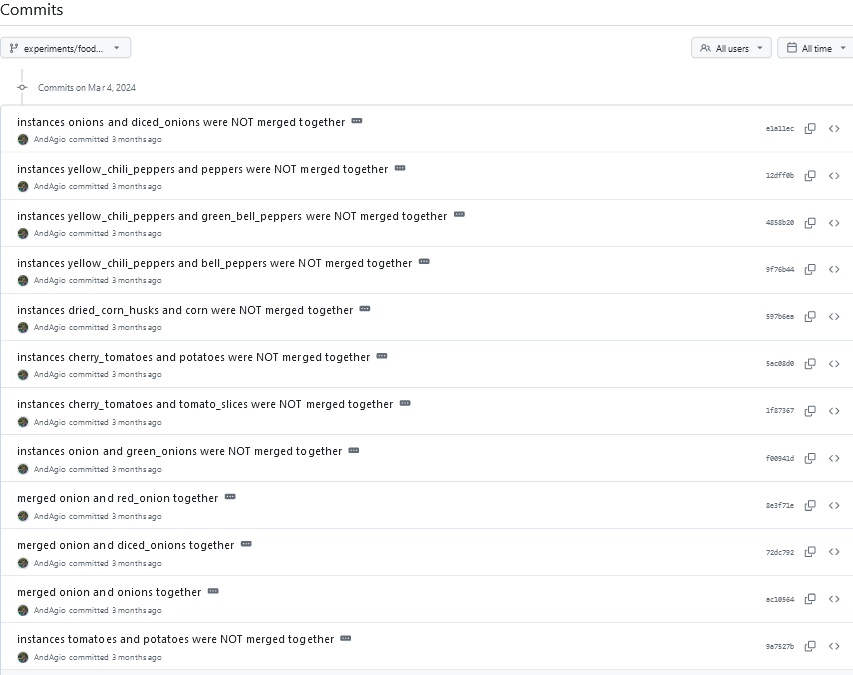 Commits
experiments/food...
All users
All time
Commits on Mar 4, 2024
instances onions and diced_onions were NOT merged together
AndAgio committed 3 months ago
e1a11ec
instances yellow_chili_peppers and peppers were NOT merged together
AndAgio committed 3 months ago
12dff0b
instances yellow_chili_peppers and green_bell_peppers were NOT merged together
AndAgio committed 3 months ago
4858b20
instances yellow_chili_peppers and bell_peppers were NOT merged together
AndAgio committed 3 months ago
9f76b44
instances dried_corn_husks and corn were NOT merged together
AndAgio committed 3 months ago
597b6ea
instances cherry_tomatoes and potatoes were NOT merged together
AndAgio committed 3 months ago
5ac08d0
instances cherry_tomatoes and tomato_slices were NOT merged together
AndAgio committed 3 months ago
1f87367
instances onion and green_onions were NOT merged together
AndAgio committed 3 months ago
f00941d
merged onion and red_onion together
AndAgio committed 3 months ago
8e3f71e
merged onion and diced_onions together
AndAgio committed 3 months ago
72dc792
merged onion and onions together
AndAgio committed 3 months ago
ac10564
instances tomatoes and potatoes were NOT merged together
AndAgio committed 3 months ago
9a7527b